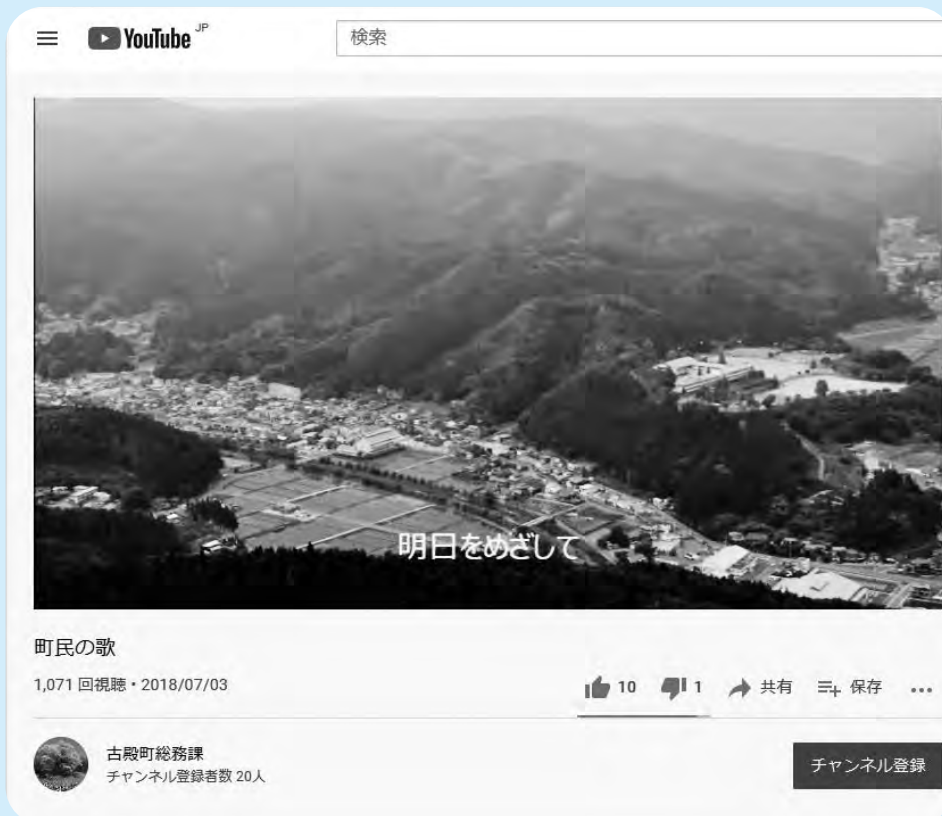 YouTube JP
検索
明日をめざして
町民の歌
1,071 回視聴・2018/07/03
10 1 共有 保存
古殿町総務課
チャンネル登録者数 20人
チャンネル登録